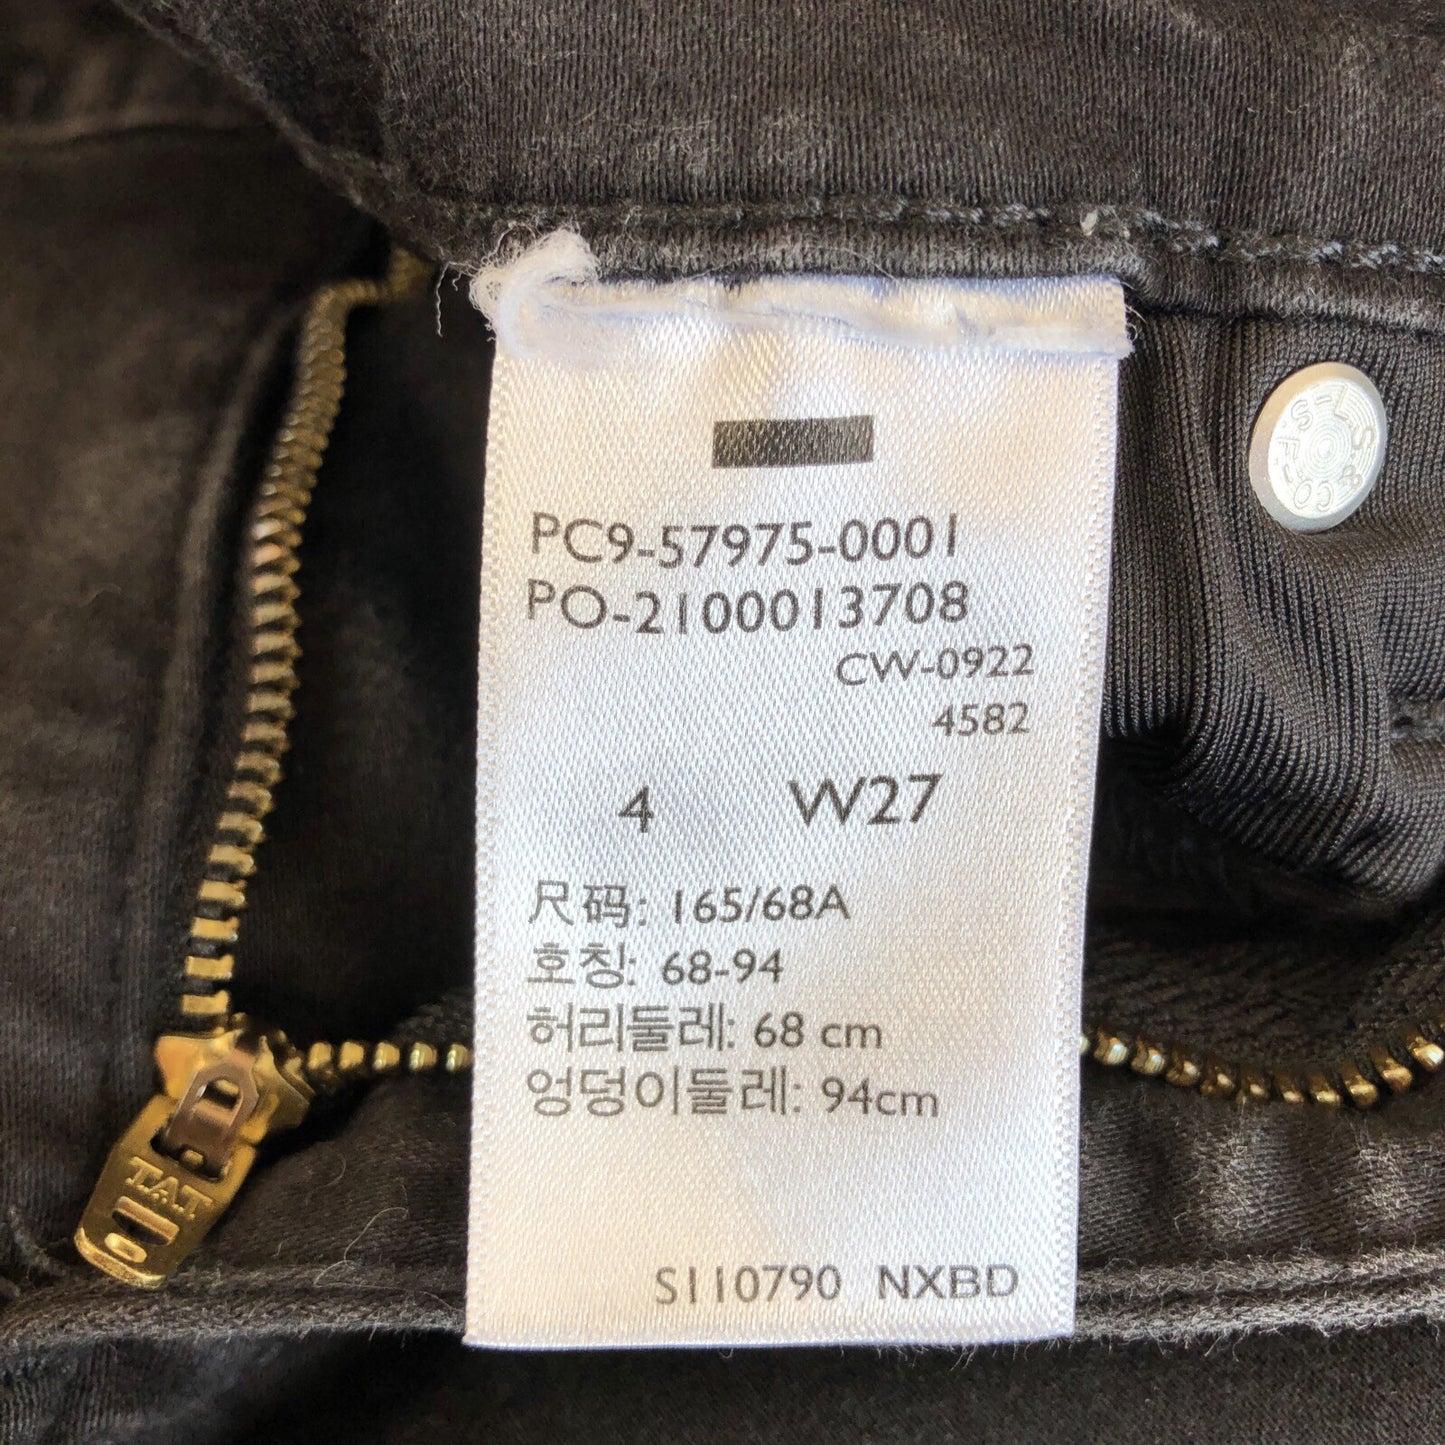 PC9-57975-0001
PO-2100013708
CW-0922
4582
4 W27
尺码: 165/68A
호칭: 68-94
허리둘레: 68 cm
엉덩이둘레: 94cm
S110790 NXBD
T.A.T.
L.S.&CO.-S.F.-